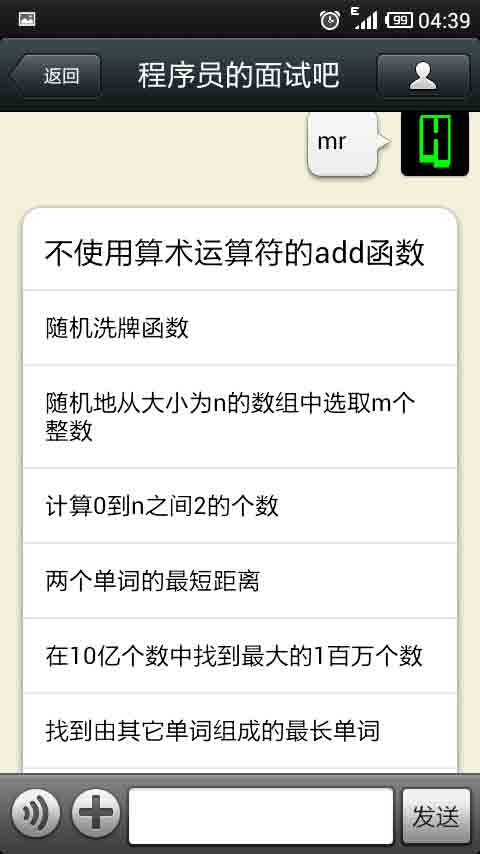 E 99 04:39
返回 程序员的面试吧
mr
不使用算术运算符的add函数
随机洗牌函数
随机地从大小为n的数组中选取m个
整数
计算0到n之间2的个数
两个单词的最短距离
在10亿个数中找到最大的1百万个数
找到由其它单词组成的最长单词
发送